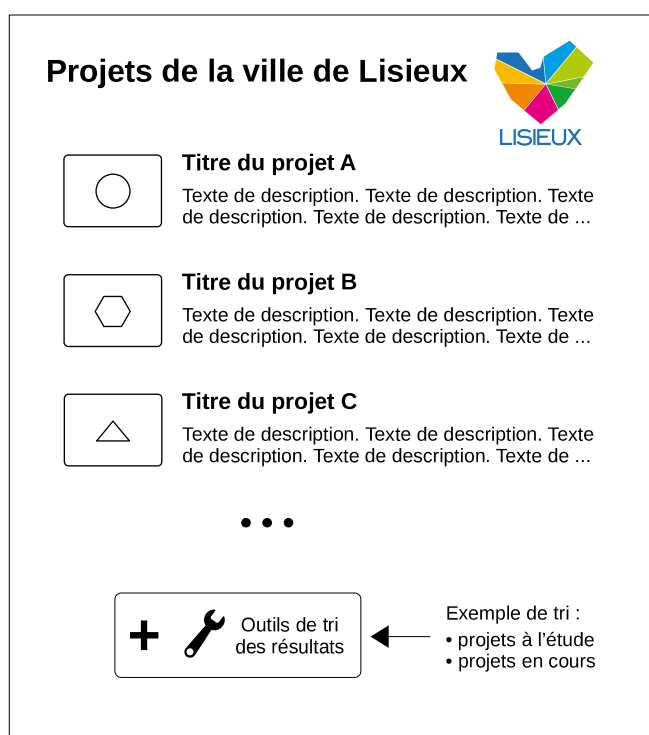 Projets de la ville de Lisieux
LISIEUX
Titre du projet A
Texte de description. Texte de description. Texte
de description. Texte de description. Texte de ...
Titre du projet B
Texte de description. Texte de description. Texte
de description. Texte de description. Texte de ...
Titre du projet C
Texte de description. Texte de description. Texte
de description. Texte de description. Texte de ...
• • •
Outils de tri
des résultats
Exemple de tri :
• projets à l’étude
• projets en cours